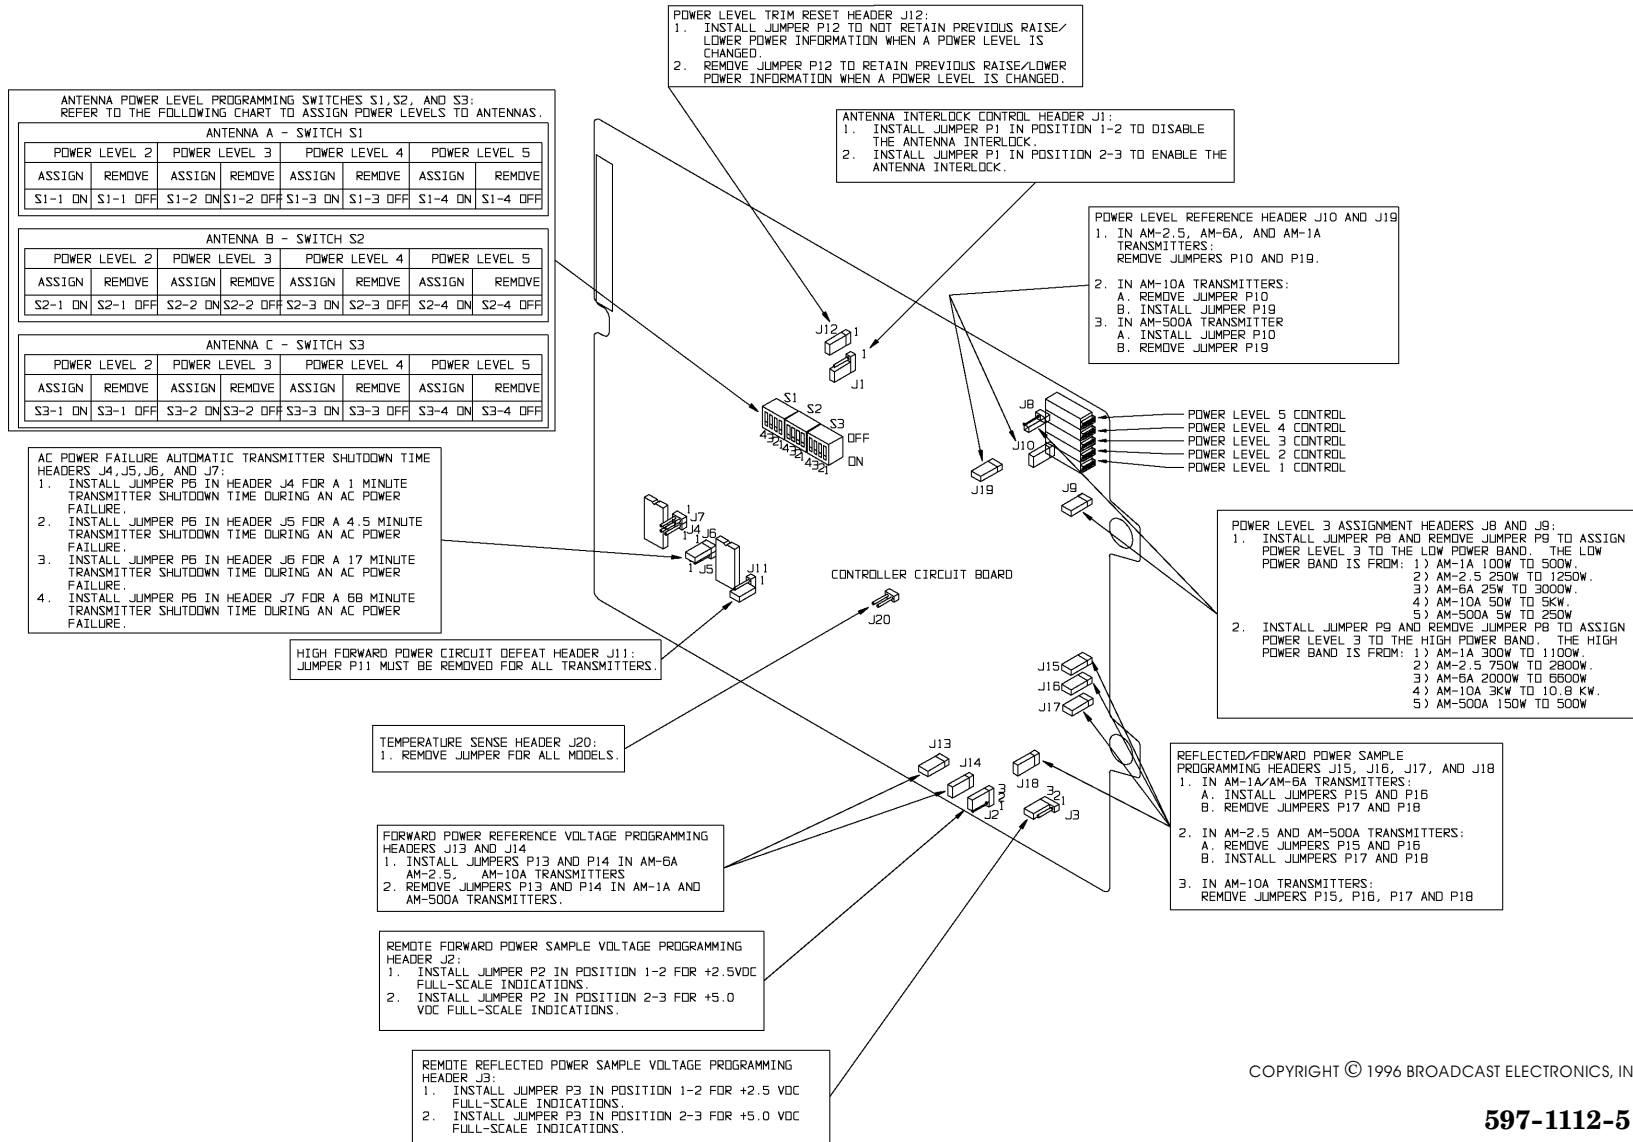 POWER LEVEL TRIM RESET HEADER J12:
1. INSTALL JUMPER P12 TO NOT RETAIN PREVIOUS RAISE/
LOWER POWER INFORMATION WHEN A POWER LEVEL IS
CHANGED.
2. REMOVE JUMPER P12 TO RETAIN PREVIOUS RAISE/LOWER
POWER INFORMATION WHEN A POWER LEVEL IS CHANGED.
ANTENNA POWER LEVEL PROGRAMMING SWITCHES S1,S2, AND S3:
REFER TO THE FOLLOWING CHART TO ASSIGN POWER LEVELS TO ANTENNAS.
ANTENNA A - SWITCH S1
POWER LEVEL 2 POWER LEVEL 3 POWER LEVEL 4 POWER LEVEL 5
ASSIGN REMOVE ASSIGN REMOVE ASSIGN REMOVE ASSIGN REMOVE
S1-1 ON S1-1 OFF S1-2 ON S1-2 OFF S1-3 ON S1-3 OFF S1-4 ON S1-4 OFF
ANTENNA B - SWITCH S2
POWER LEVEL 2 POWER LEVEL 3 POWER LEVEL 4 POWER LEVEL 5
ASSIGN REMOVE ASSIGN REMOVE ASSIGN REMOVE ASSIGN REMOVE
S2-1 ON S2-1 OFF S2-2 ON S2-2 OFF S2-3 ON S2-3 OFF S2-4 ON S2-4 OFF
ANTENNA C - SWITCH S3
POWER LEVEL 2 POWER LEVEL 3 POWER LEVEL 4 POWER LEVEL 5
ASSIGN REMOVE ASSIGN REMOVE ASSIGN REMOVE ASSIGN REMOVE
S3-1 ON S3-1 OFF S3-2 ON S3-2 OFF S3-3 ON S3-3 OFF S3-4 ON S3-4 OFF
ANTENNA INTERLOCK CONTROL HEADER J1:
1. INSTALL JUMPER P1 IN POSITION 1-2 TO DISABLE
THE ANTENNA INTERLOCK.
2. INSTALL JUMPER P1 IN POSITION 2-3 TO ENABLE THE
ANTENNA INTERLOCK.
POWER LEVEL REFERENCE HEADER J10 AND J19
1. IN AM-2.5, AM-6A, AND AM-1A
TRANSMITTERS:
REMOVE JUMPERS P10 AND P19.
2. IN AM-10A TRANSMITTERS:
A. REMOVE JUMPER P10
B. INSTALL JUMPER P19
3. IN AM-500A TRANSMITTER
A. INSTALL JUMPER P10
B. REMOVE JUMPER P19
J12
1
1
J1
S1
S2
S3
OFF
ON
4321
4321
4321
J8
J10
J19
J9
POWER LEVEL 5 CONTROL
POWER LEVEL 4 CONTROL
POWER LEVEL 3 CONTROL
POWER LEVEL 2 CONTROL
POWER LEVEL 1 CONTROL
AC POWER FAILURE AUTOMATIC TRANSMITTER SHUTDOWN TIME
HEADERS J4,J5,J6, AND J7:
1. INSTALL JUMPER P6 IN HEADER J4 FOR A 1 MINUTE
TRANSMITTER SHUTDOWN TIME DURING AN AC POWER
FAILURE.
2. INSTALL JUMPER P6 IN HEADER J5 FOR A 4.5 MINUTE
TRANSMITTER SHUTDOWN TIME DURING AN AC POWER
FAILURE.
3. INSTALL JUMPER P6 IN HEADER J6 FOR A 17 MINUTE
TRANSMITTER SHUTDOWN TIME DURING AN AC POWER
FAILURE.
4. INSTALL JUMPER P6 IN HEADER J7 FOR A 68 MINUTE
TRANSMITTER SHUTDOWN TIME DURING AN AC POWER
FAILURE.
1
J7
J4
1
1
J6
1
J5
J11
1
CONTROLLER CIRCUIT BOARD
J20
POWER LEVEL 3 ASSIGNMENT HEADERS J8 AND J9:
1. INSTALL JUMPER P8 AND REMOVE JUMPER P9 TO ASSIGN
POWER LEVEL 3 TO THE LOW POWER BAND. THE LOW
POWER BAND IS FROM: 1) AM-1A 100W TO 500W.
2) AM-2.5 250W TO 1250W.
3) AM-6A 25W TO 3000W.
4) AM-10A 50W TO 5KW.
5) AM-500A 5W TO 250W
2. INSTALL JUMPER P9 AND REMOVE JUMPER P8 TO ASSIGN
POWER LEVEL 3 TO THE HIGH POWER BAND. THE HIGH
POWER BAND IS FROM: 1) AM-1A 300W TO 1100W.
2) AM-2.5 750W TO 2800W.
3) AM-6A 2000W TO 6600W
4) AM-10A 3KW TO 10.8 KW.
5) AM-500A 150W TO 500W
HIGH FORWARD POWER CIRCUIT DEFEAT HEADER J11:
JUMPER P11 MUST BE REMOVED FOR ALL TRANSMITTERS.
J15
J16
J17
TEMPERATURE SENSE HEADER J20:
1. REMOVE JUMPER FOR ALL MODELS.
J13
J14
3
2
1
J2
J18
3
2
1
J3
REFLECTED/FORWARD POWER SAMPLE
PROGRAMMING HEADERS J15, J16, J17, AND J18
1. IN AM-1A/AM-6A TRANSMITTERS:
A. INSTALL JUMPERS P15 AND P16
B. REMOVE JUMPERS P17 AND P18
2. IN AM-2.5 AND AM-500A TRANSMITTERS:
A. REMOVE JUMPERS P15 AND P16
B. INSTALL JUMPERS P17 AND P18
3. IN AM-10A TRANSMITTERS:
REMOVE JUMPERS P15, P16, P17 AND P18
FORWARD POWER REFERENCE VOLTAGE PROGRAMMING
HEADERS J13 AND J14
1. INSTALL JUMPERS P13 AND P14 IN AM-6A
AM-2.5, AM-10A TRANSMITTERS
2. REMOVE JUMPERS P13 AND P14 IN AM-1A AND
AM-500A TRANSMITTERS.
REMOTE FORWARD POWER SAMPLE VOLTAGE PROGRAMMING
HEADER J2:
1. INSTALL JUMPER P2 IN POSITION 1-2 FOR +2.5VDC
FULL-SCALE INDICATIONS.
2. INSTALL JUMPER P2 IN POSITION 2-3 FOR +5.0
VDC FULL-SCALE INDICATIONS.
REMOTE REFLECTED POWER SAMPLE VOLTAGE PROGRAMMING
HEADER J3:
1. INSTALL JUMPER P3 IN POSITION 1-2 FOR +2.5 VDC
FULL-SCALE INDICATIONS.
2. INSTALL JUMPER P3 IN POSITION 2-3 FOR +5.0 VDC
FULL-SCALE INDICATIONS.
COPYRIGHT © 1996 BROADCAST ELECTRONICS, IN
597-1112-5